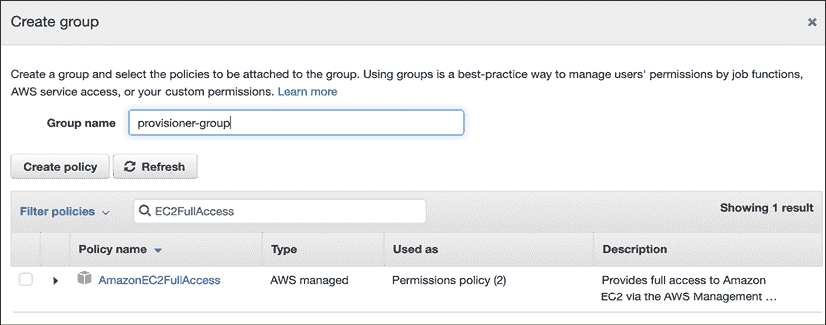 Create group
Create a group and select the policies to be attached to the group. Using groups is a best-practice way to manage users' permissions by job functions,
AWS service access, or your custom permissions. Learn more
Group name provisioner-group
Create policy Refresh
Filter policies EC2FullAccess Showing 1 result
Policy name Type Used as Description
AmazonEC2FullAccess AWS managed Permissions policy (2) Provides full access to Amazon
EC2 via the AWS Management …